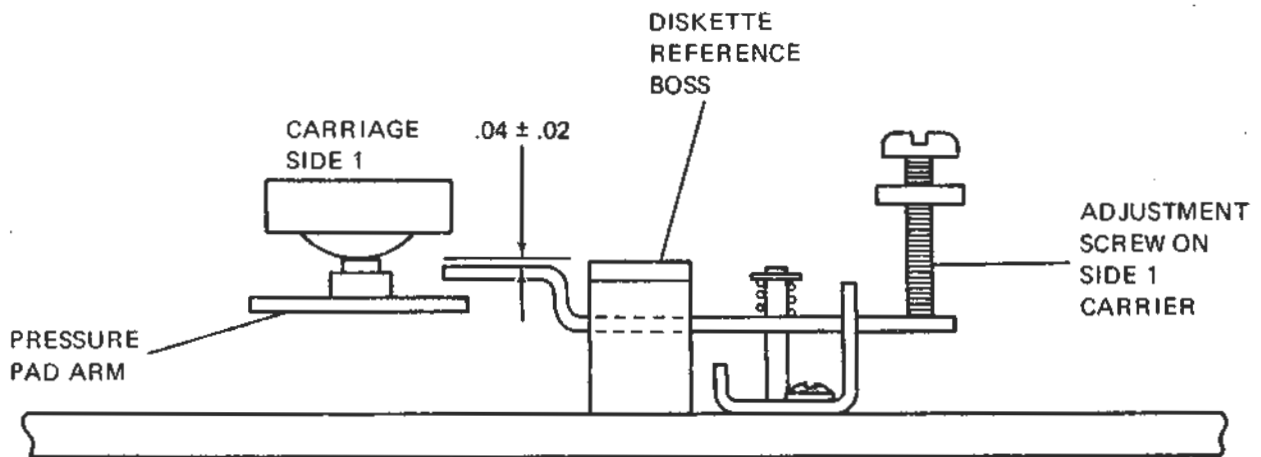 DISKETTE
REFERENCE
BOSS
CARRIAGE
SIDE 1
.04 ± .02
ADJUSTMENT
SCREW ON
SIDE 1
CARRIER
PRESSURE
PAD ARM